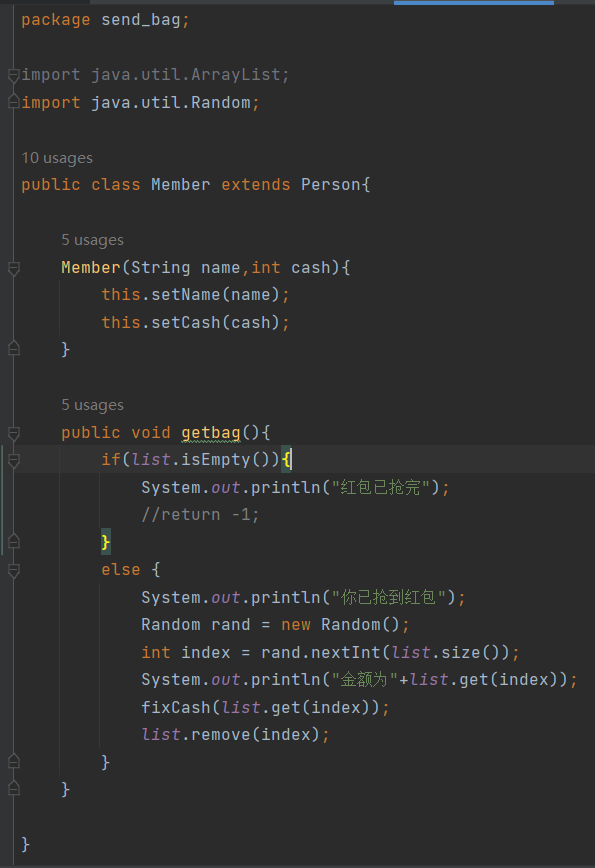 package send_bag;
import java.util.ArrayList;
import java.util.Random;
10 usages
public class Member extends Person{
5 usages
Member(String name,int cash){
this.setName(name);
this.setCash(cash);
}
5 usages
public void getbag(){
if(list.isEmpty()){
System.out.println("红包已抢完");
//return -1;
}
else {
System.out.println("你已抢到红包");
Random rand = new Random();
int index = rand.nextInt(list.size());
System.out.println("金额为"+list.get(index));
fixCash(list.get(index));
list.remove(index);
}
}
}